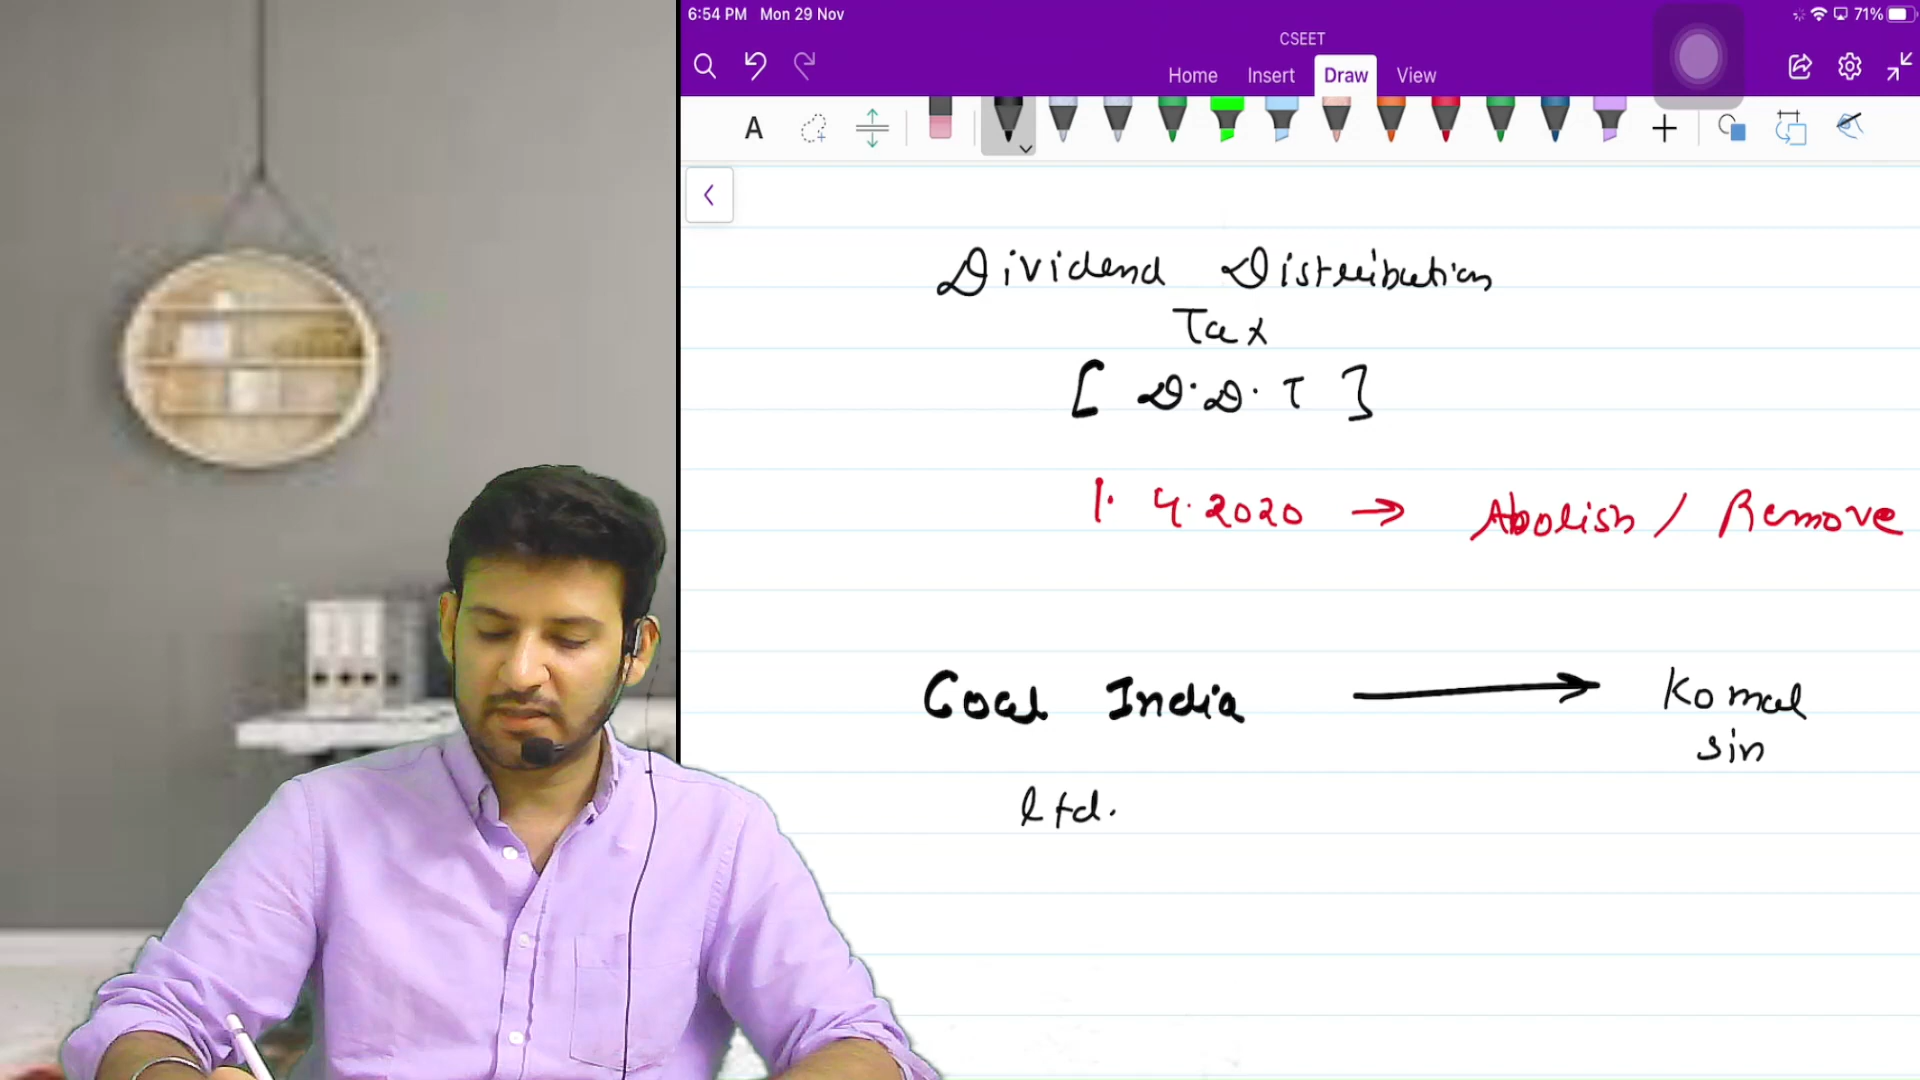 6:54 PM Mon 29 Nov
71%
CSEET
Home Insert Draw View
A
Dividend Distribution
Tax
[ D.D.T ]
1.4.2020 → Abolish / Remove
Coal India → Komal
sin
ltd.